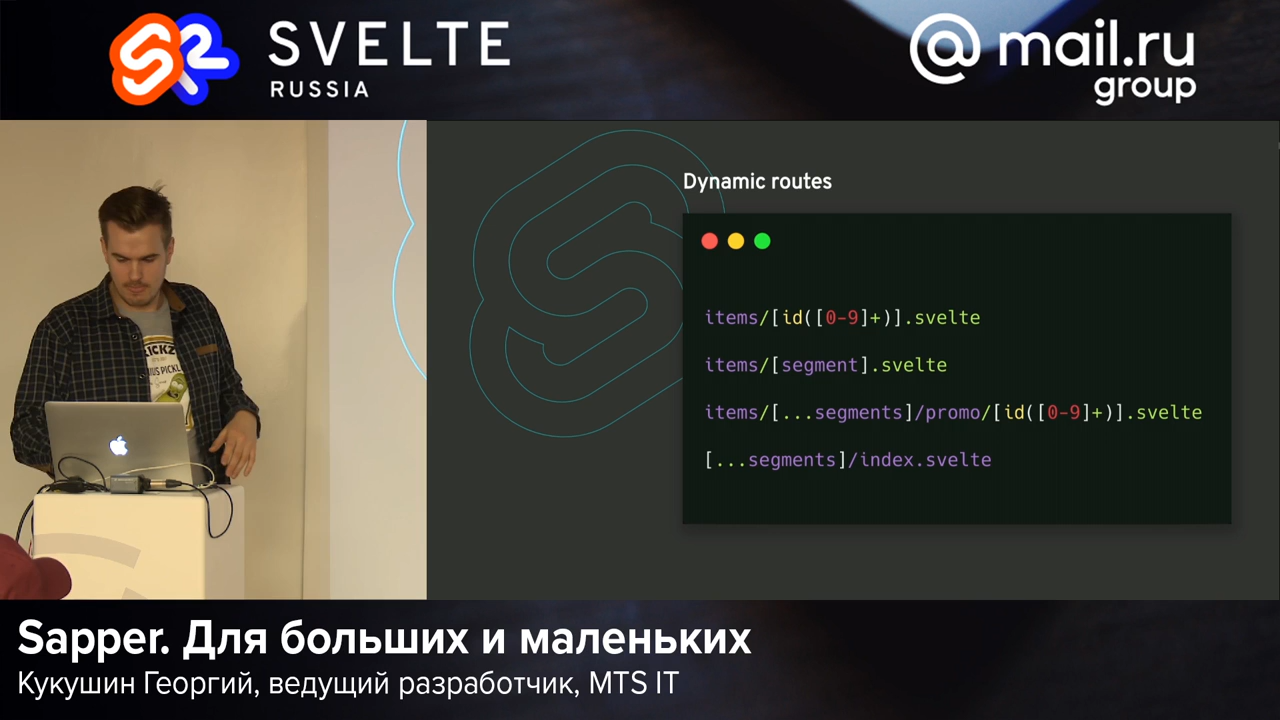 SVELTE
RUSSIA
@mail.ru
group
Dynamic routes
items/[id([0-9]+)].svelte
items/[segment].svelte
items/[...segments]/promo/[id([0-9]+)].svelte
[...segments]/index.svelte
Sapper. Для больших и маленьких
Кукушин Георгий, ведущий разработчик, MTS IT